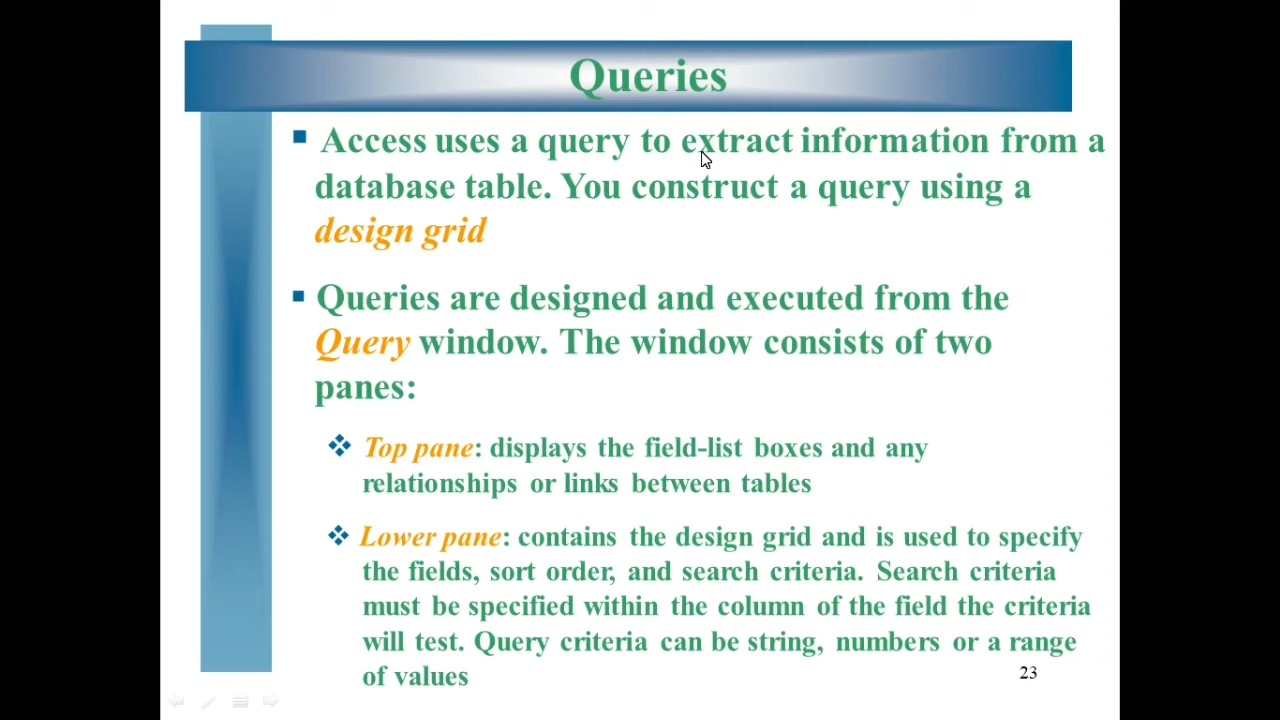 Queries
▪ Access uses a query to extract information from a
database table. You construct a query using a
design grid
▪ Queries are designed and executed from the
Query window. The window consists of two
panes:
❖ Top pane: displays the field-list boxes and any
relationships or links between tables
❖ Lower pane: contains the design grid and is used to specify
the fields, sort order, and search criteria. Search criteria
must be specified within the column of the field the criteria
will test. Query criteria can be string, numbers or a range
of values
23